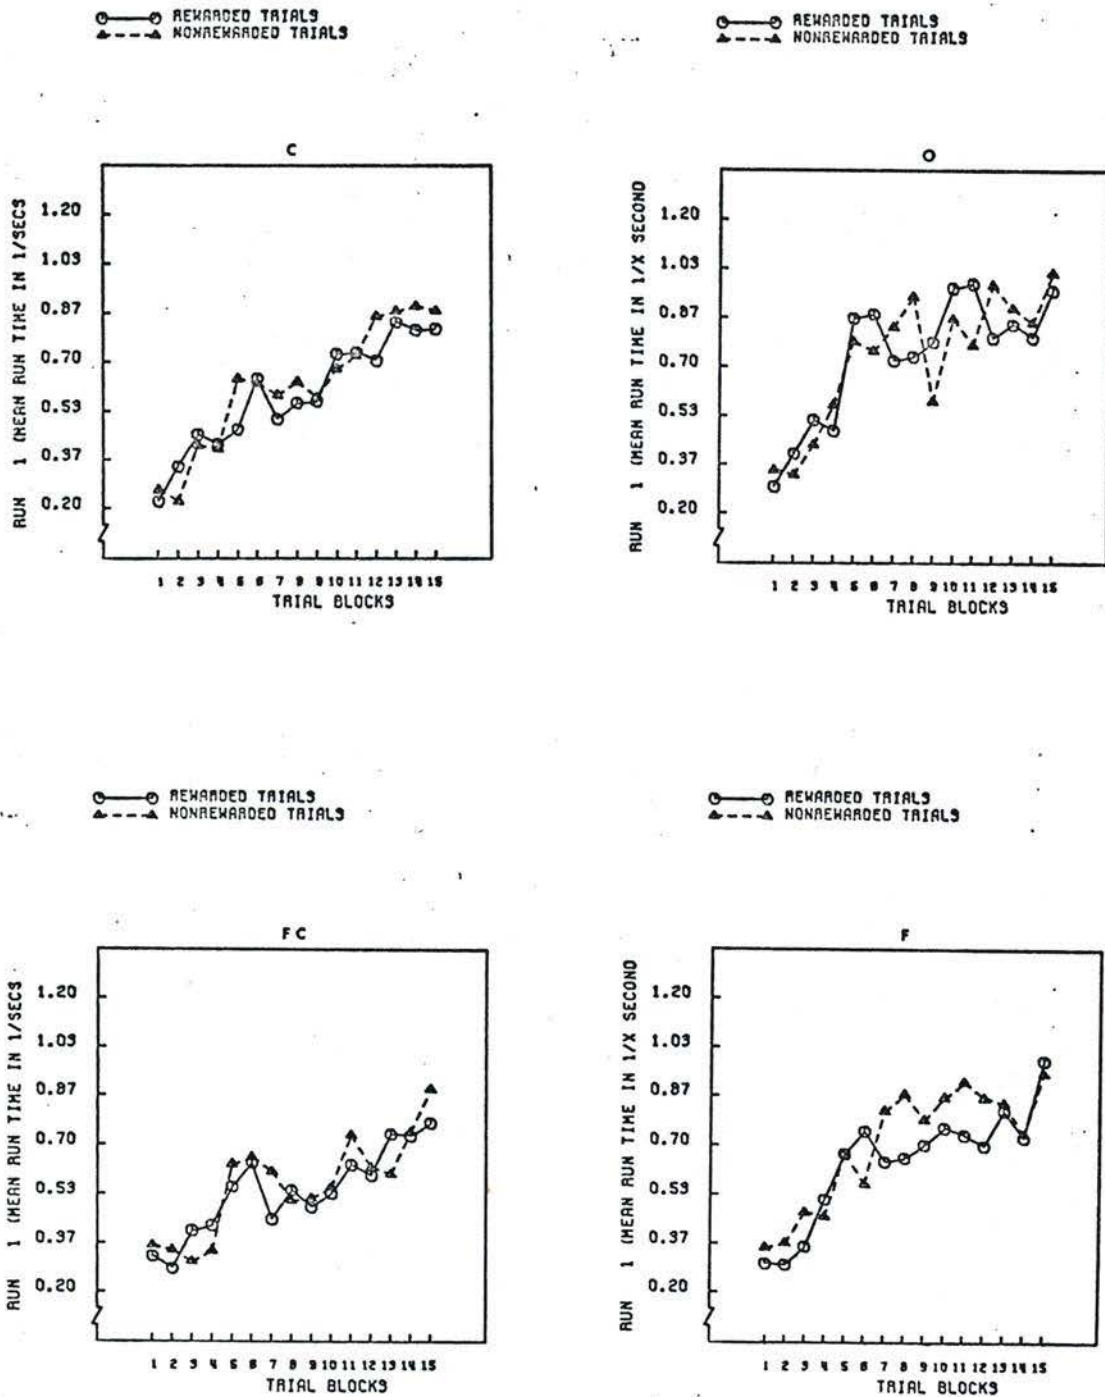 REWARDED TRIALS
NONREWARDED TRIALS
C
RUN 1 (MEAN RUN TIME IN 1/SECS
1.20
1.03
0.87
0.70
0.53
0.37
0.20
1 2 3 4 5 6 7 8 9 10 11 12 13 14 15
TRIAL BLOCKS
REWARDED TRIALS
NONREWARDED TRIALS
O
RUN 1 (MEAN RUN TIME IN 1/X SECOND
1.20
1.03
0.87
0.70
0.53
0.37
0.20
1 2 3 4 5 6 7 8 9 10 11 12 13 14 15
TRIAL BLOCKS
REWARDED TRIALS
NONREWARDED TRIALS
FC
RUN 1 (MEAN RUN TIME IN 1/SECS
1.20
1.03
0.87
0.70
0.53
0.37
0.20
1 2 3 4 5 6 7 8 9 10 11 12 13 14 15
TRIAL BLOCKS
REWARDED TRIALS
NONREWARDED TRIALS
F
RUN 1 (MEAN RUN TIME IN 1/X SECOND
1.20
1.03
0.87
0.70
0.53
0.37
0.20
1 2 3 4 5 6 7 8 9 10 11 12 13 14 15
TRIAL BLOCKS